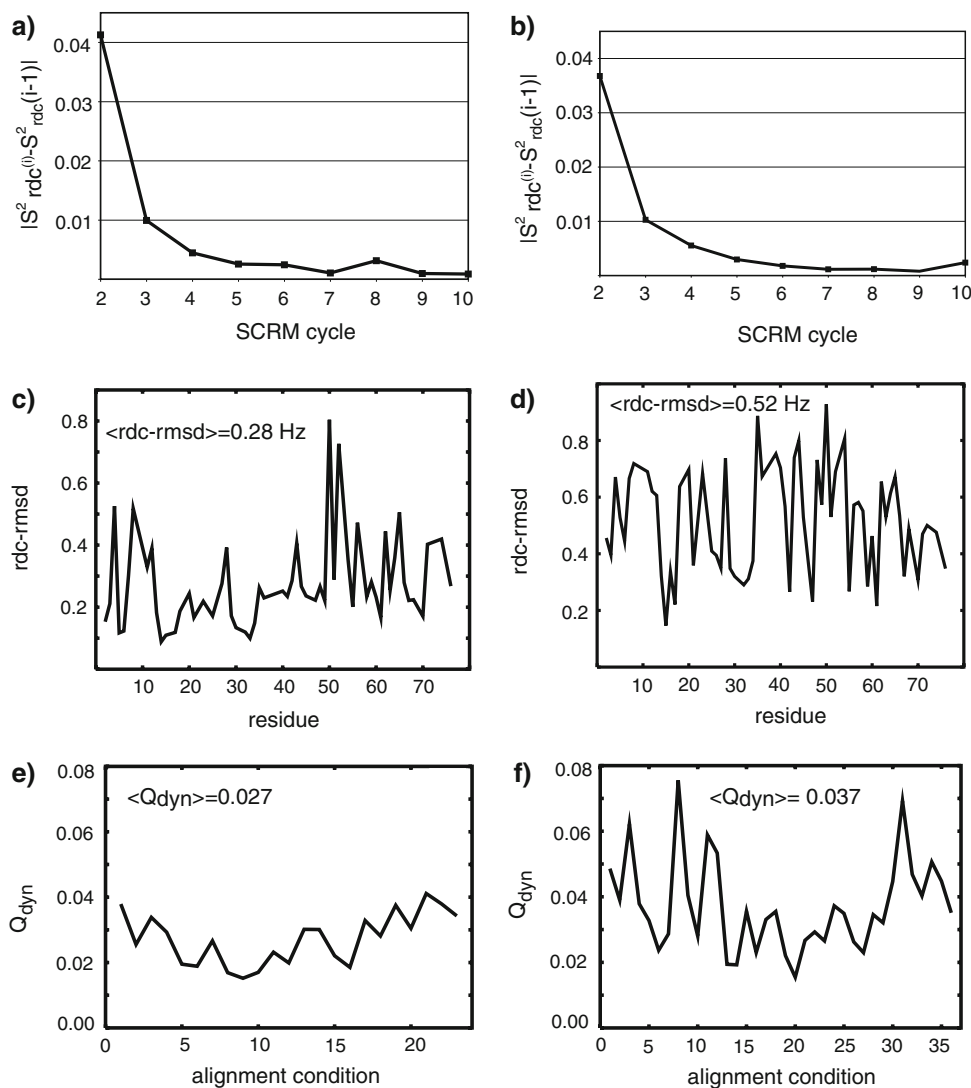 a)
|S² rdc⁽ⁱ⁾-S²rdc(i-1)|
0.04
0.03
0.02
0.01
2 3 4 5 6 7 8 9 10
SCRM cycle
b)
|S² rdc⁽ⁱ⁾-S²rdc(i-1)|
0.04
0.03
0.02
0.01
2 3 4 5 6 7 8 9 10
SCRM cycle
c)
<rdc-rmsd>=0.28 Hz
rdc-rmsd
0.8
0.6
0.4
0.2
10 20 30 40 50 60 70
residue
d)
<rdc-rmsd>=0.52 Hz
rdc-rmsd
0.8
0.6
0.4
0.2
10 20 30 40 50 60 70
residue
e)
<Qdyn>=0.027
Qdyn
0.08
0.06
0.04
0.02
0.00
0 5 10 15 20
alignment condition
f)
<Qdyn>= 0.037
Qdyn
0.08
0.06
0.04
0.02
0.00
0 5 10 15 20 25 30 35
alignment condition